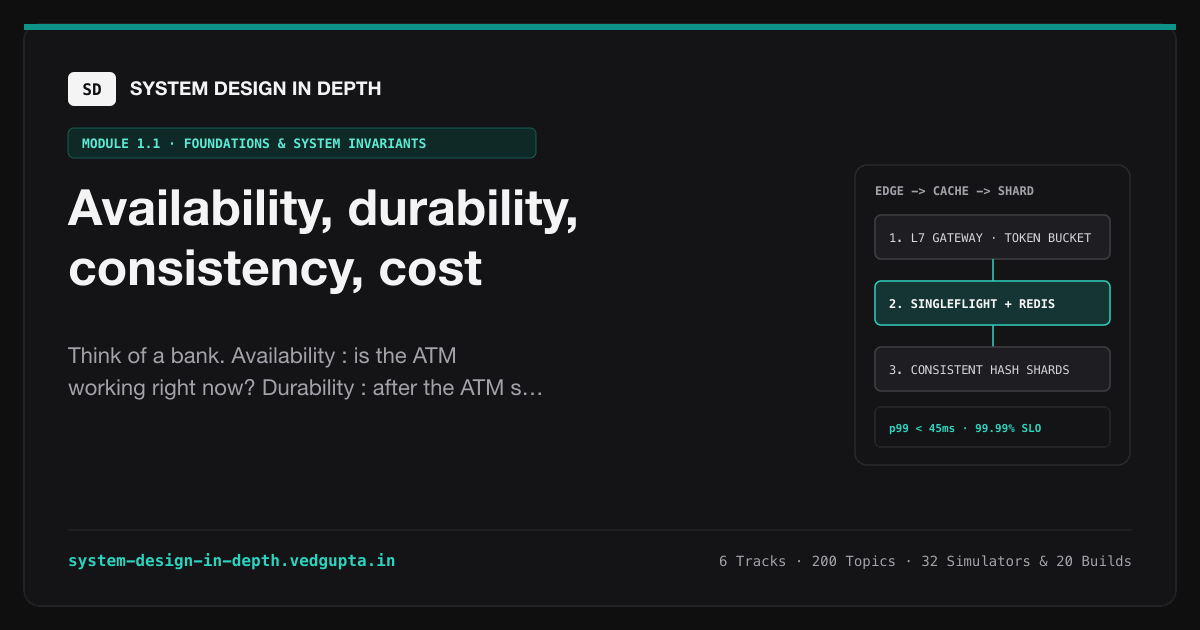 SD
SYSTEM DESIGN IN DEPTH
MODULE 1.1 · FOUNDATIONS & SYSTEM INVARIANTS
Availability, durability,
consistency, cost
Think of a bank. Availability : is the ATM
working right now? Durability : after the ATM s...
EDGE —> CACHE —> SHARD
1. L7 GATEWAY · TOKEN BUCKET
2. SINGLEFLIGHT + REDIS
3. CONSISTENT HASH SHARDS
p99 < 45ms · 99.99% SLO
system-design-in-depth.vedgupta.in
6 Tracks · 200 Topics · 32 Simulators & 20 Builds